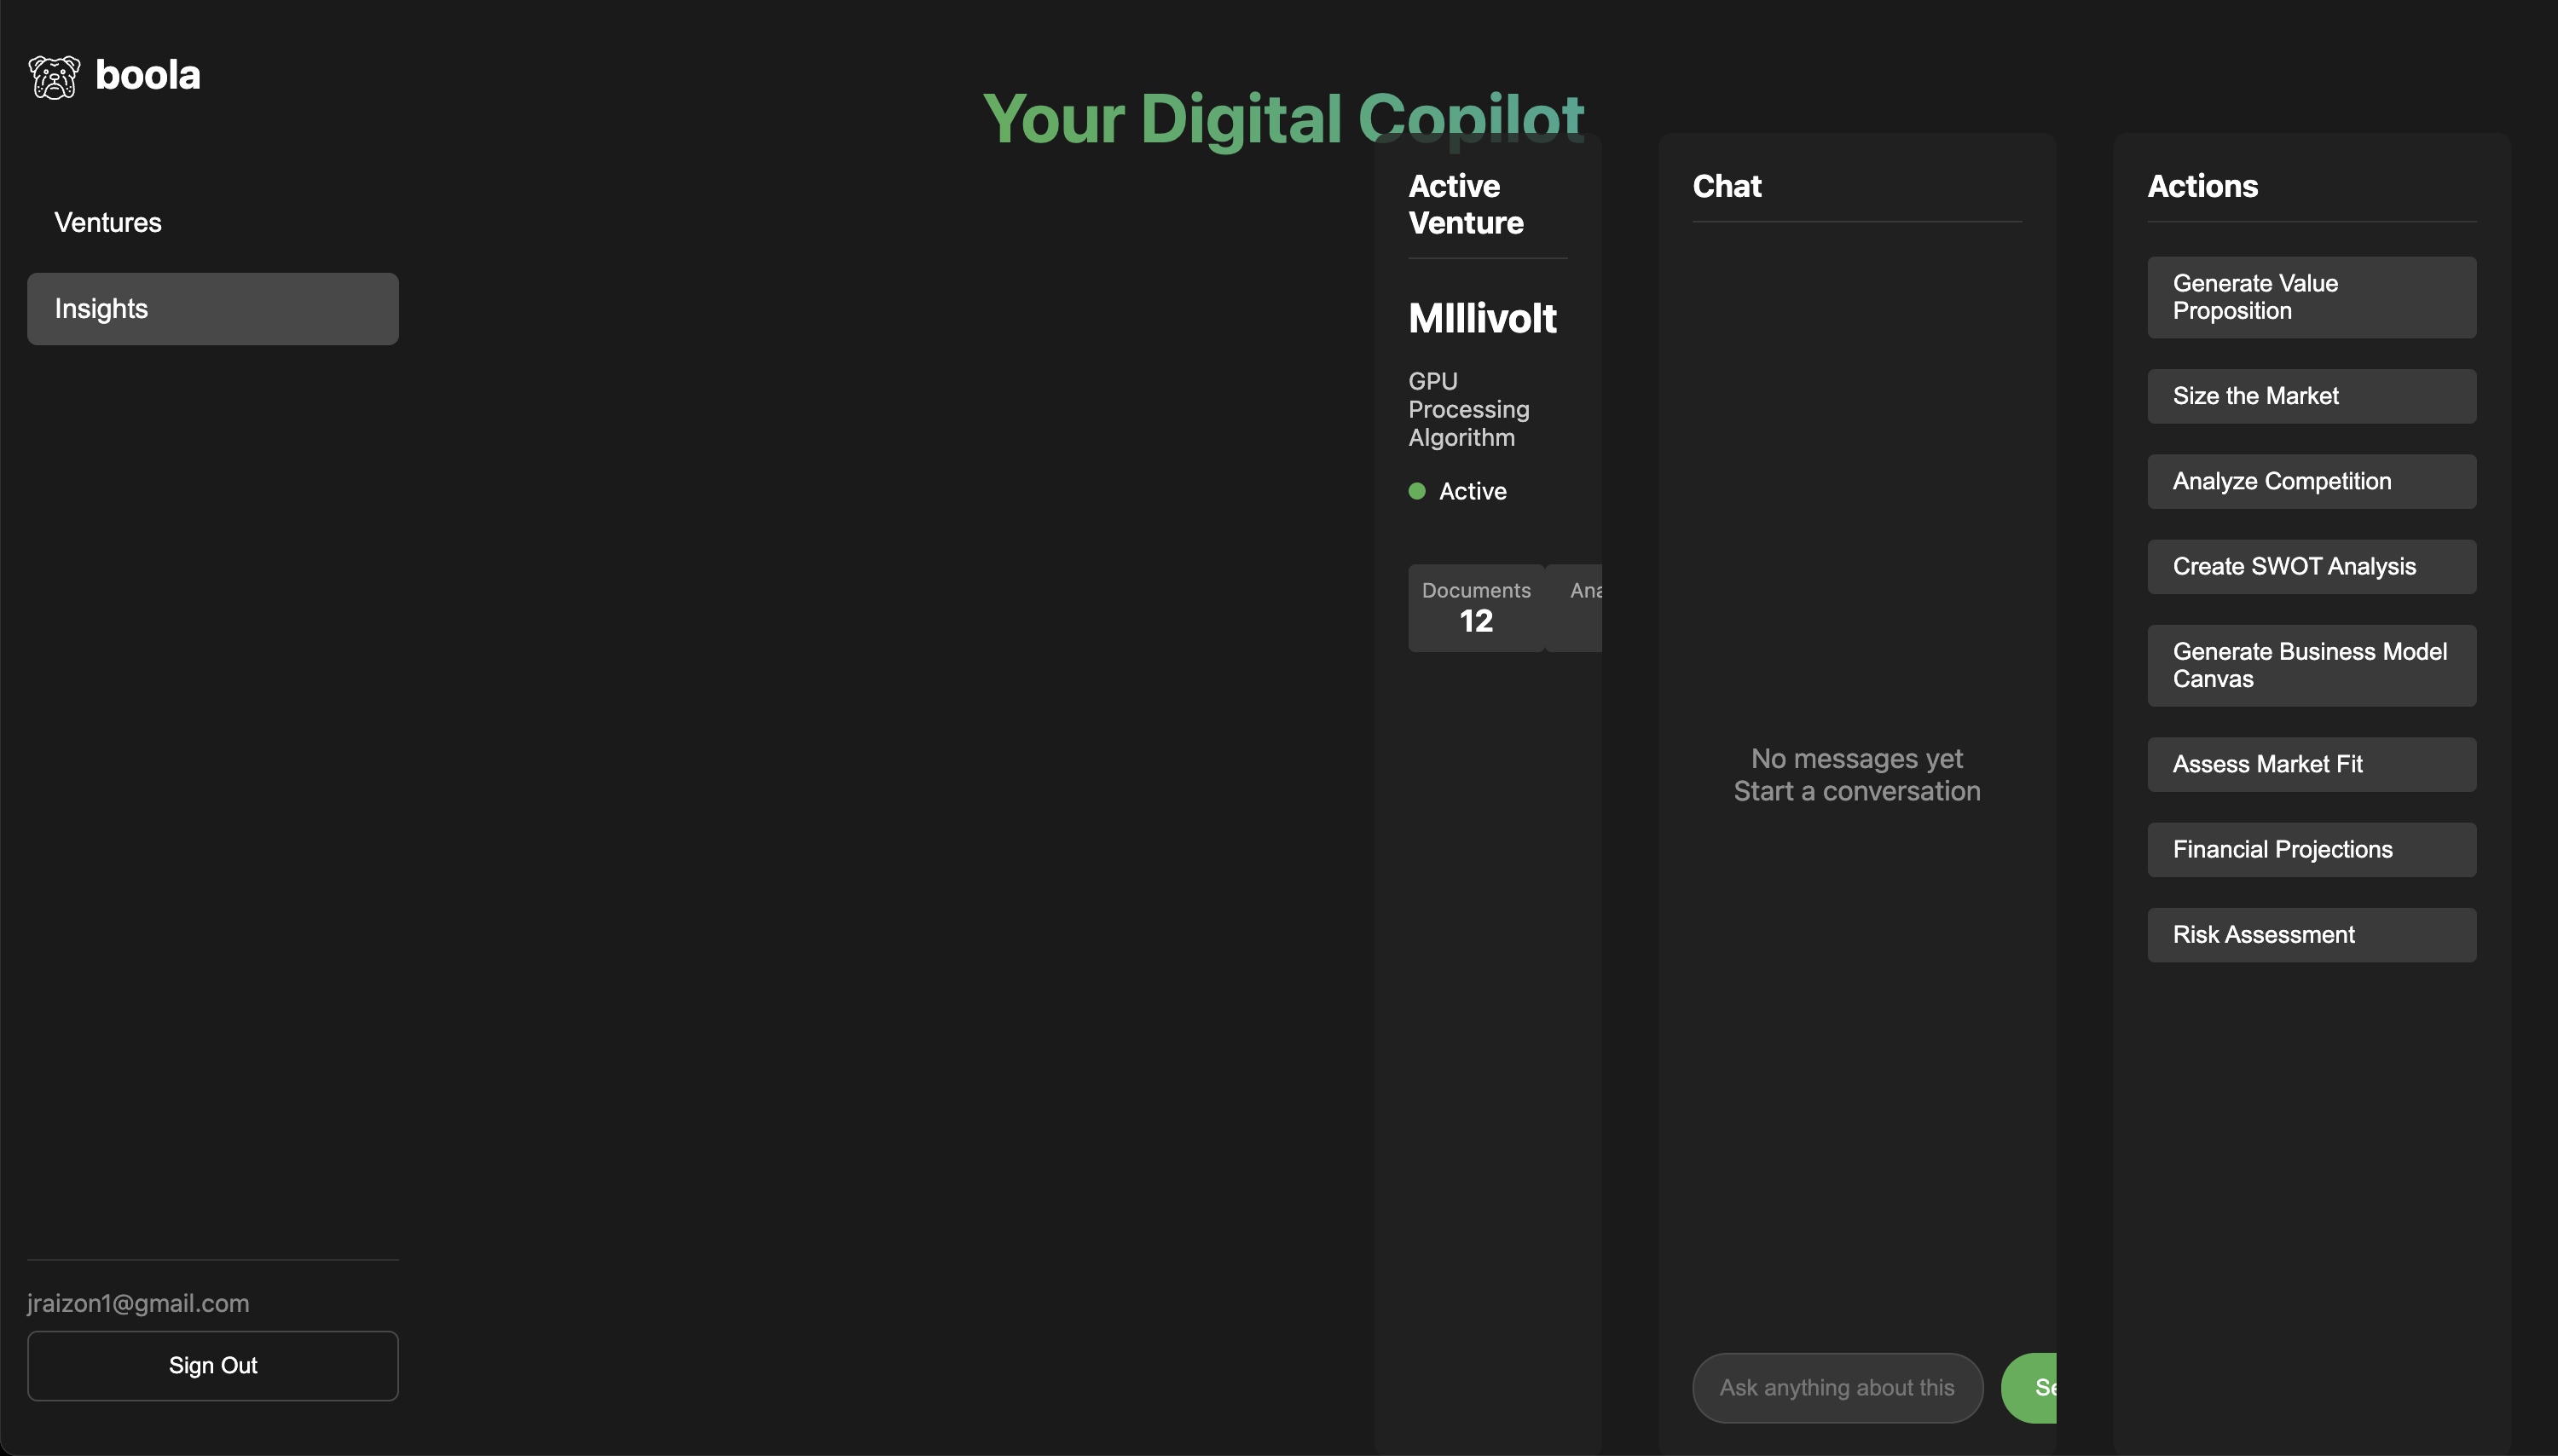 boola
Your Digital Copilot
Ventures
Insights
jraizon1@gmail.com
Sign Out
Active
Venture
MIllivolt
GPU
Processing
Algorithm
Active
Documents
12
Ana
Chat
No messages yet
Start a conversation
Ask anything about this
Se
Actions
Generate Value
Proposition
Size the Market
Analyze Competition
Create SWOT Analysis
Generate Business Model
Canvas
Assess Market Fit
Financial Projections
Risk Assessment